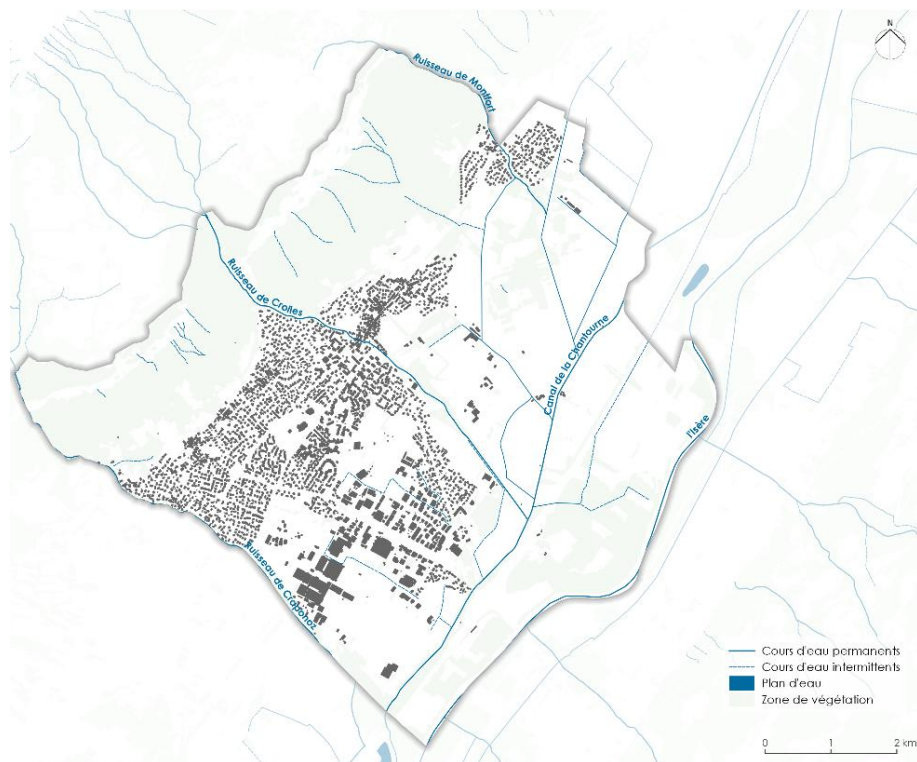 N
Ruisseau de Montfort
Ruisseau de Crolles
Canal de la Chantourne
l'Isère
Ruisseau de Craponoz
Cours d'eau permanents
Cours d'eau intermittents
Plan d'eau
Zone de végétation
0 1 2 km